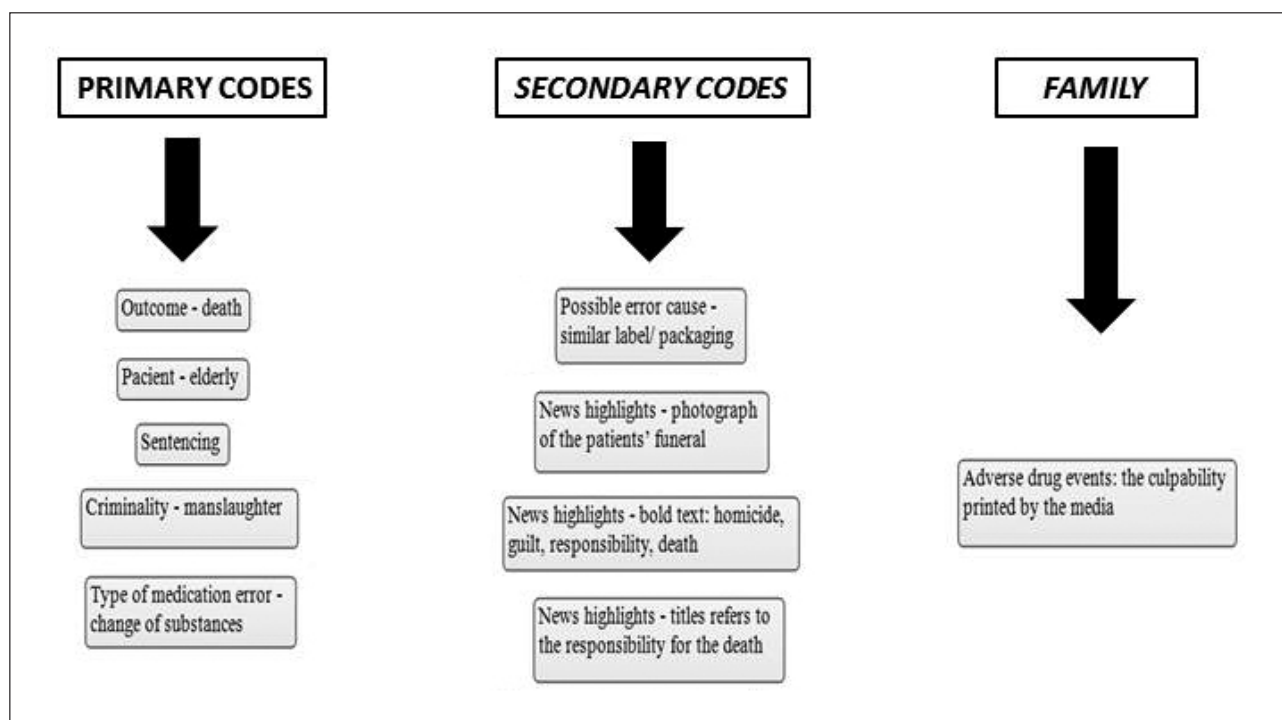 PRIMARY CODES
Outcome - death
Pacient - elderly
Sentencing
Criminality - manslaughter
Type of medication error -
change of substances
SECONDARY CODES
Possible error cause -
similar label/ packaging
News highlights - photograph
of the patients’ funeral
News highlights - bold text: homicide,
guilt, responsibility, death
News highlights - titles refers to
the responsibility for the death
FAMILY
Adverse drug events: the culpability
printed by the media